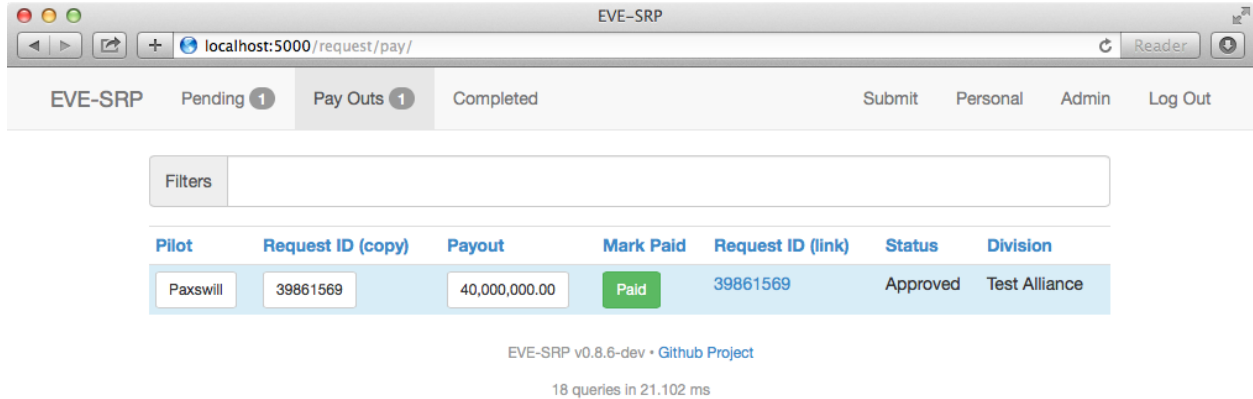 EVE-SRP
localhost:5000/request/pay/
Reader
EVE-SRP Pending 1 Pay Outs 1 Completed Submit Personal Admin Log Out
Filters
Pilot Request ID (copy) Payout Mark Paid Request ID (link) Status Division
Paxswill 39861569 40,000,000.00 Paid 39861569 Approved Test Alliance
EVE-SRP v0.8.6-dev • Github Project
18 queries in 21.102 ms